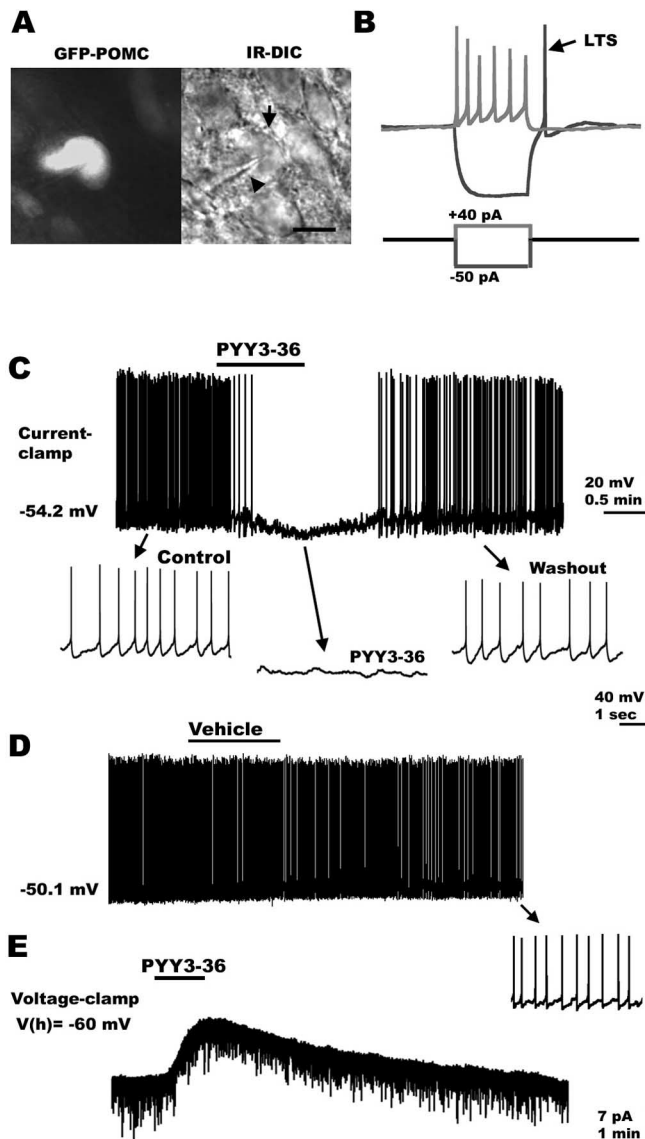 A
GFP-POMC
IR-DIC
B
LTS
+40 pA
-50 pA
C
PYY3-36
Current-
clamp
-54.2 mV
20 mV
0.5 min
Control
Washout
PYY3-36
40 mV
1 sec
D
Vehicle
-50.1 mV
E
PYY3-36
Voltage-clamp
V(h)= -60 mV
7 pA
1 min